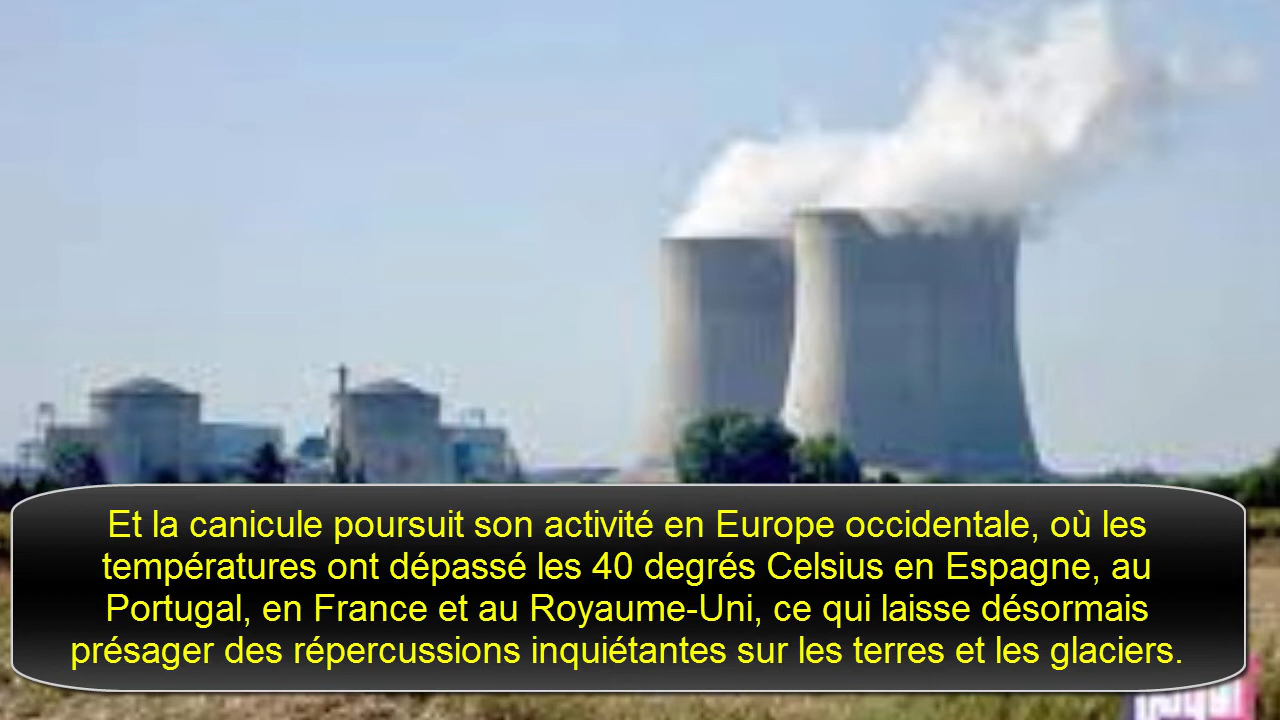 Et la canicule poursuit son activité en Europe occidentale, où les
températures ont dépassé les 40 degrés Celsius en Espagne, au
Portugal, en France et au Royaume-Uni, ce qui laisse désormais
présager des répercussions inquiétantes sur les terres et les glaciers.